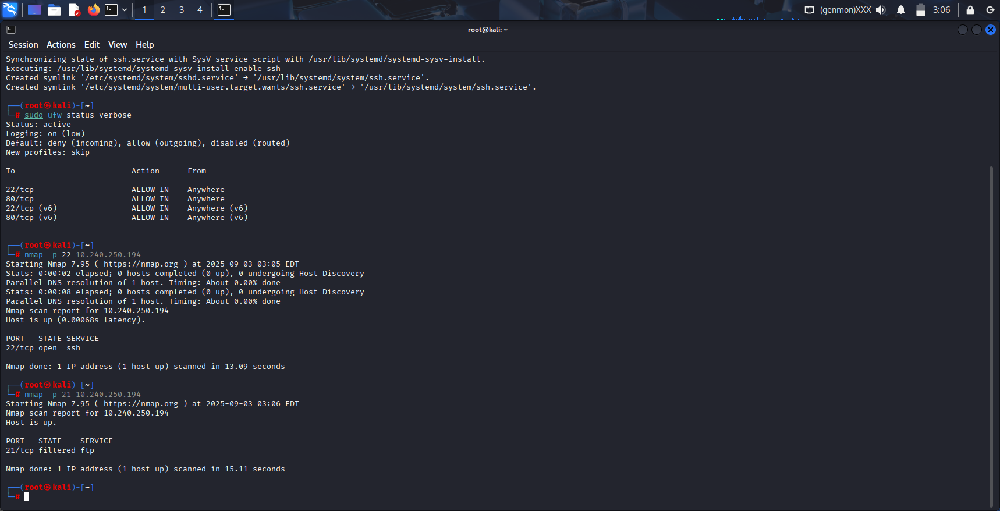 1 2 3 4 (genmon)XXX 3:06
root@kali: ~
Session Actions Edit View Help
Synchronizing state of ssh.service with SysV service script with /usr/lib/systemd/systemd-sysv-install.
Executing: /usr/lib/systemd/systemd-sysv-install enable ssh
Created symlink '/etc/systemd/system/sshd.service' → '/usr/lib/systemd/system/ssh.service'.
Created symlink '/etc/systemd/system/multi-user.target.wants/ssh.service' → '/usr/lib/systemd/system/ssh.service'.
┌──(root㉿kali)-[~]
└─# sudo ufw status verbose
Status: active
Logging: on (low)
Default: deny (incoming), allow (outgoing), disabled (routed)
New profiles: skip
To Action From
-- ------ ----
22/tcp ALLOW IN Anywhere
80/tcp ALLOW IN Anywhere
22/tcp (v6) ALLOW IN Anywhere (v6)
80/tcp (v6) ALLOW IN Anywhere (v6)
┌──(root㉿kali)-[~]
└─# nmap -p 22 10.240.250.194
Starting Nmap 7.95 ( https://nmap.org ) at 2025-09-03 03:05 EDT
Stats: 0:00:02 elapsed; 0 hosts completed (0 up), 0 undergoing Host Discovery
Parallel DNS resolution of 1 host. Timing: About 0.00% done
Stats: 0:00:08 elapsed; 0 hosts completed (0 up), 0 undergoing Host Discovery
Parallel DNS resolution of 1 host. Timing: About 0.00% done
Nmap scan report for 10.240.250.194
Host is up (0.00068s latency).
PORT STATE SERVICE
22/tcp open ssh
Nmap done: 1 IP address (1 host up) scanned in 13.09 seconds
┌──(root㉿kali)-[~]
└─# nmap -p 21 10.240.250.194
Starting Nmap 7.95 ( https://nmap.org ) at 2025-09-03 03:06 EDT
Nmap scan report for 10.240.250.194
Host is up.
PORT STATE SERVICE
21/tcp filtered ftp
Nmap done: 1 IP address (1 host up) scanned in 15.11 seconds
┌──(root㉿kali)-[~]
└─#